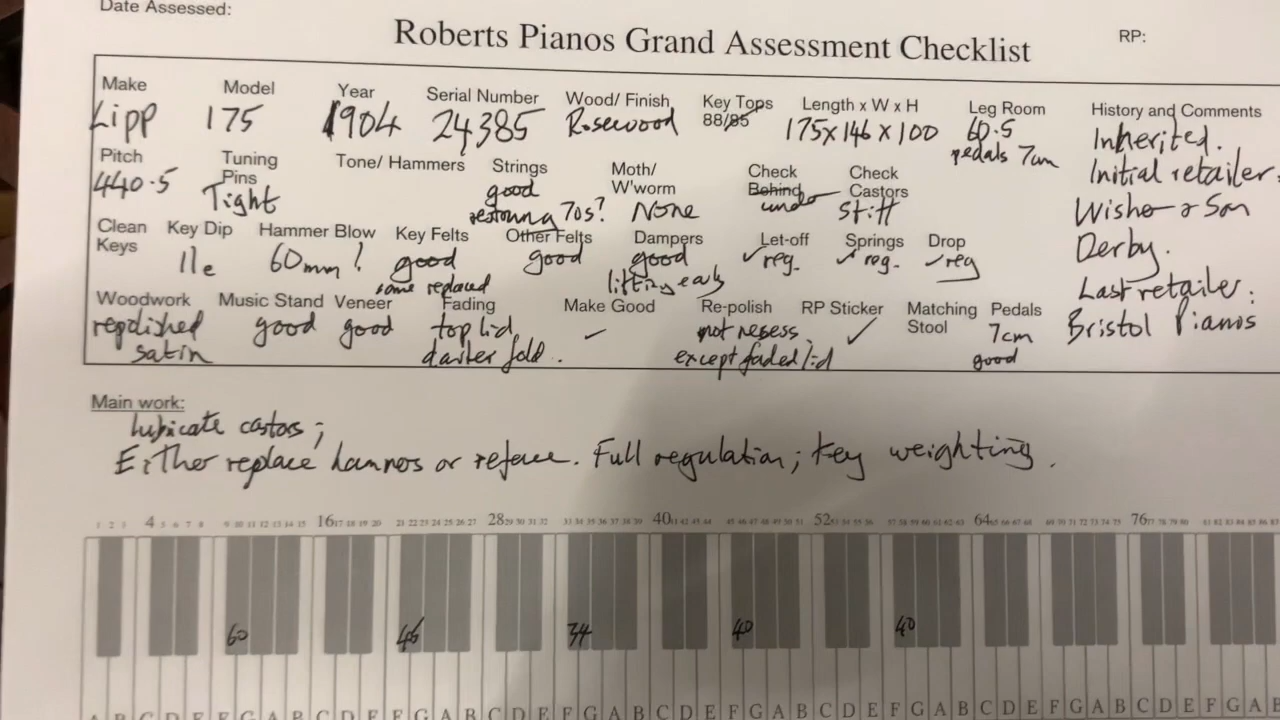 Date Assessed:
Roberts Pianos Grand Assessment Checklist
RP:
Make Model Year Serial Number Wood/ Finish Key Tops 88/85 Length x W x H Leg Room History and Comments
Lipp 175 1904 24385 Rosewood 175x146x100 60.5
pedals 7cm
Inherited.
Initial retailer:
Wisher & Son
Derby.
Last retailer:
Bristol Pianos
Pitch Tuning Pins Tone/ Hammers Strings Moth/ W'worm Check Behind Check Castors
440.5 Tight good None under Stiff
70s?
Clean Keys Key Dip Hammer Blow Key Felts Other Felts Dampers Let-off Springs Drop
11e 60mm! good good good ✓reg. ✓reg. ✓reg
some replaced lifting early
Woodwork Music Stand Veneer Fading Make Good Re-polish RP Sticker Matching Stool Pedals
repolished good good top lid ✓ not necess. ✓ 7cm
satin darker fold. except faded lid good
Main work:
lubricate castors;
Either replace hammers or reface. Full regulation; key weighting.
4 16 28 40 52 64 76
60 46 34 40 40
A B C D E F G A B C D E F G A B C D E F G A B C D E F G A B C D E F G A B C D E F G A B C D E F G A B